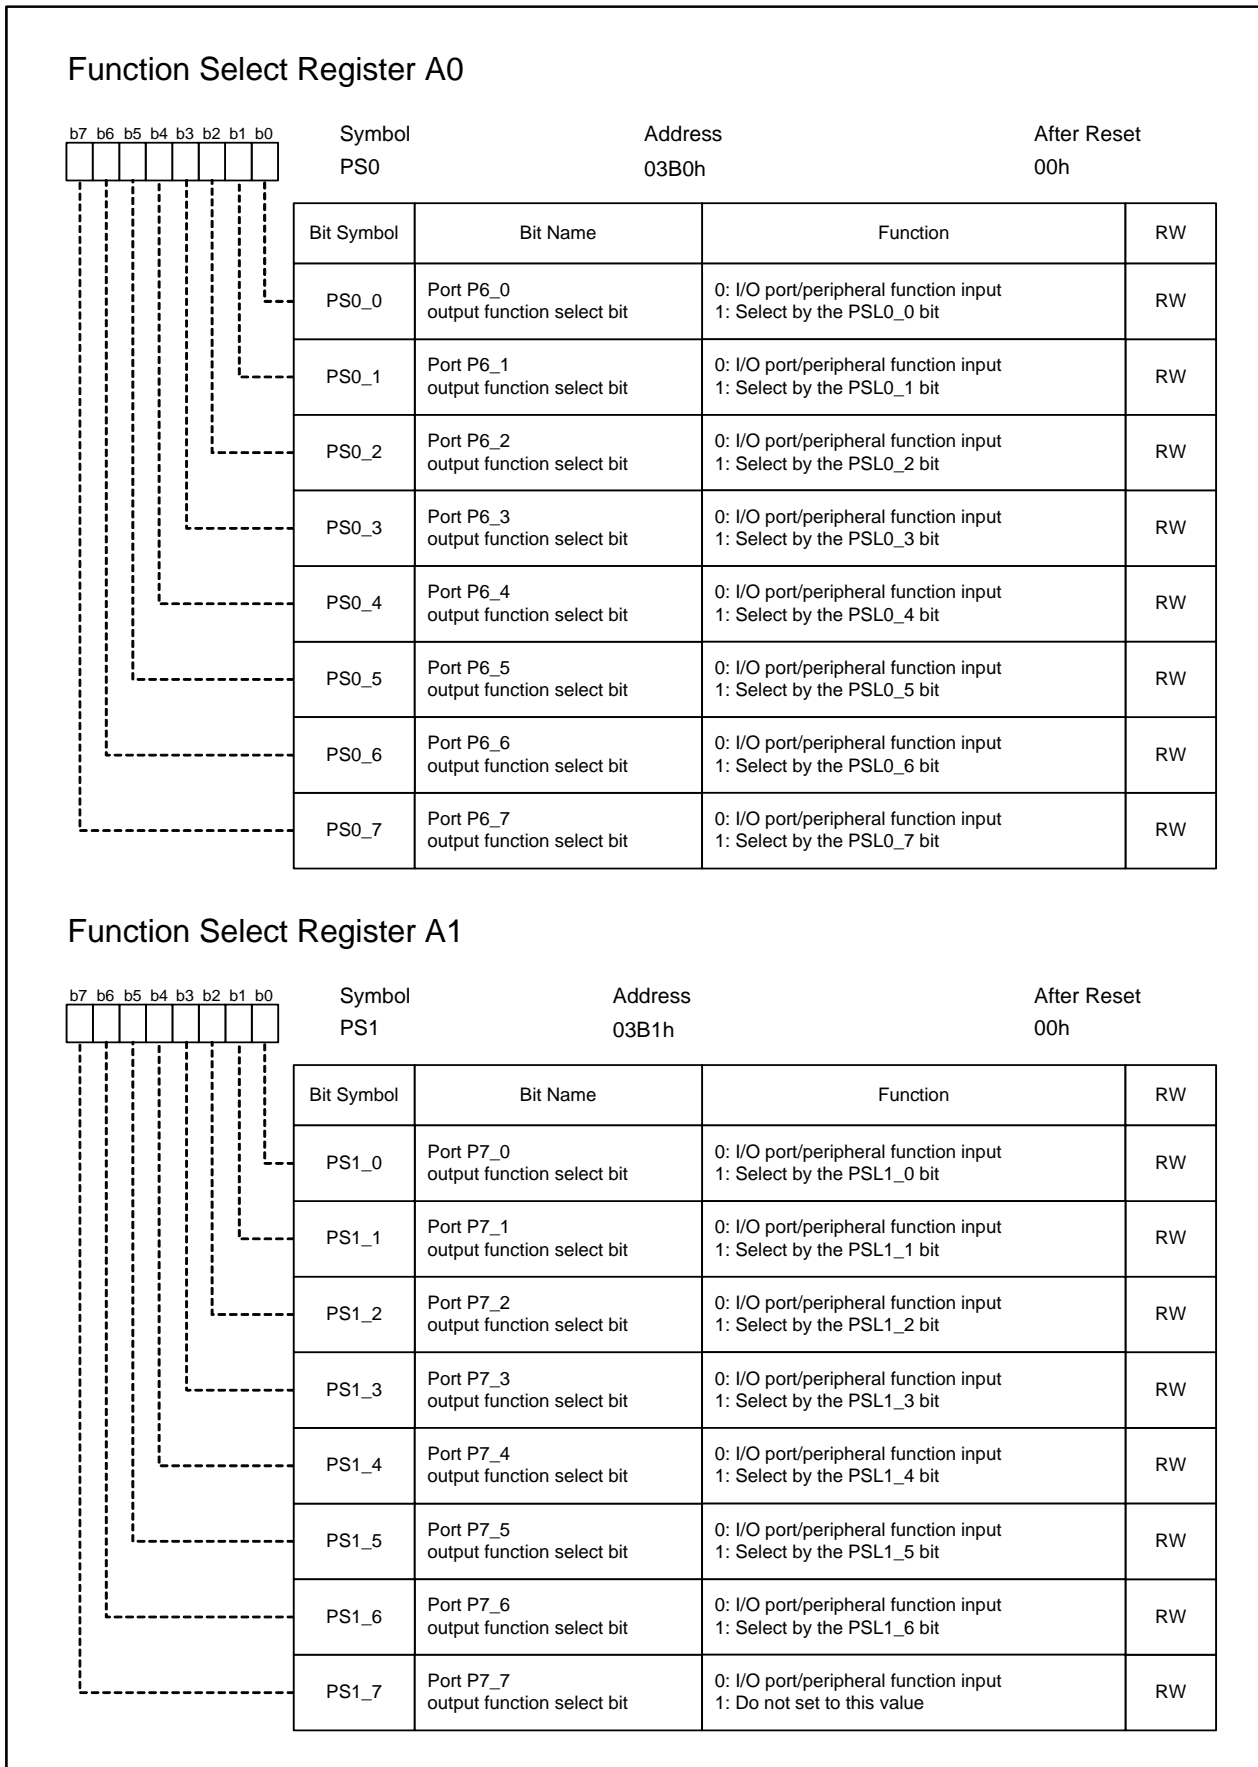 Function Select Register A0
b7 b6 b5 b4 b3 b2 b1 b0
Symbol Address After Reset
PS0 03B0h 00h
Bit Symbol Bit Name Function RW
PS0_0 Port P6_0 output function select bit 0: I/O port/peripheral function input 1: Select by the PSL0_0 bit RW
PS0_1 Port P6_1 output function select bit 0: I/O port/peripheral function input 1: Select by the PSL0_1 bit RW
PS0_2 Port P6_2 output function select bit 0: I/O port/peripheral function input 1: Select by the PSL0_2 bit RW
PS0_3 Port P6_3 output function select bit 0: I/O port/peripheral function input 1: Select by the PSL0_3 bit RW
PS0_4 Port P6_4 output function select bit 0: I/O port/peripheral function input 1: Select by the PSL0_4 bit RW
PS0_5 Port P6_5 output function select bit 0: I/O port/peripheral function input 1: Select by the PSL0_5 bit RW
PS0_6 Port P6_6 output function select bit 0: I/O port/peripheral function input 1: Select by the PSL0_6 bit RW
PS0_7 Port P6_7 output function select bit 0: I/O port/peripheral function input 1: Select by the PSL0_7 bit RW
Function Select Register A1
b7 b6 b5 b4 b3 b2 b1 b0
Symbol Address After Reset
PS1 03B1h 00h
Bit Symbol Bit Name Function RW
PS1_0 Port P7_0 output function select bit 0: I/O port/peripheral function input 1: Select by the PSL1_0 bit RW
PS1_1 Port P7_1 output function select bit 0: I/O port/peripheral function input 1: Select by the PSL1_1 bit RW
PS1_2 Port P7_2 output function select bit 0: I/O port/peripheral function input 1: Select by the PSL1_2 bit RW
PS1_3 Port P7_3 output function select bit 0: I/O port/peripheral function input 1: Select by the PSL1_3 bit RW
PS1_4 Port P7_4 output function select bit 0: I/O port/peripheral function input 1: Select by the PSL1_4 bit RW
PS1_5 Port P7_5 output function select bit 0: I/O port/peripheral function input 1: Select by the PSL1_5 bit RW
PS1_6 Port P7_6 output function select bit 0: I/O port/peripheral function input 1: Select by the PSL1_6 bit RW
PS1_7 Port P7_7 output function select bit 0: I/O port/peripheral function input 1: Do not set to this value RW